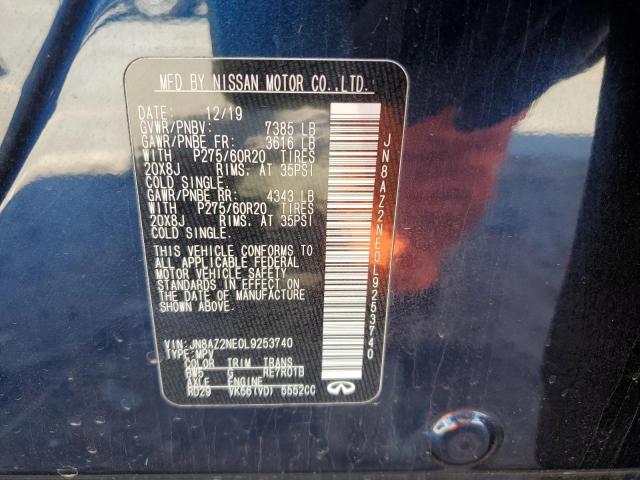 MFD BY NISSAN MOTOR CO.,LTD.
DATE: 12/19
GVWR/PNBV: 7385 LB
GAWR/PNBE FR: 3616 LB
WITH P275/60R20 TIRES
20X8J RIMS. AT 35PSI
COLD SINGLE.
GAWR/PNBE RR: 4343 LB
WITH P275/60R20 TIRES
20X8J RIMS. AT 35PSI
COLD SINGLE.
THIS VEHICLE CONFORMS TO
ALL APPLICABLE FEDERAL
MOTOR VEHICLE SAFETY
STANDARDS IN EFFECT ON
THE DATE OF MANUFACTURE
SHOWN ABOVE.
VIN: JN8AZ2NE0L9253740
TYPE: MPV
COLOR TRIM TRANS
G RE7R01B
AXLE ENGINE
RD29 VK56(VD) 5552CC
JN8AZ2NE0L9253740